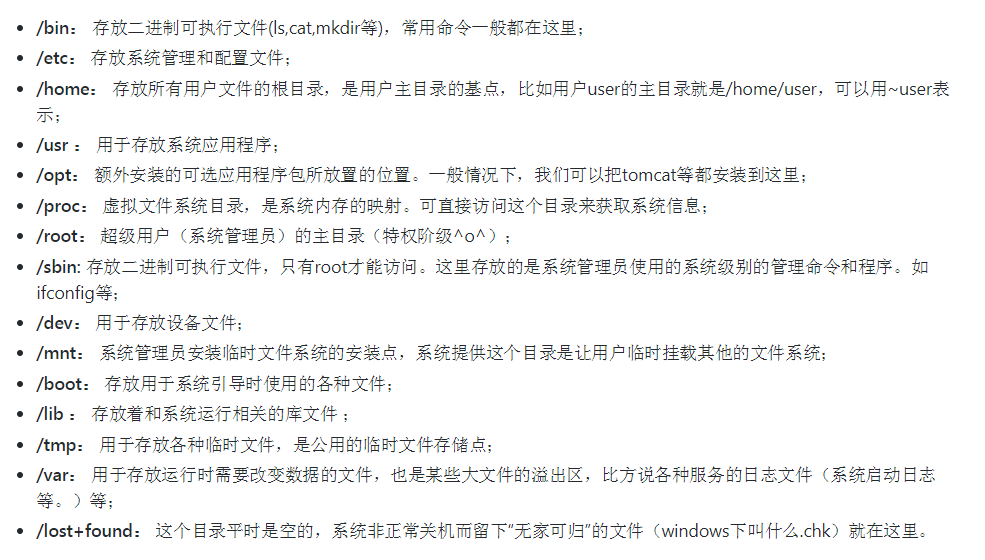 /bin： 存放二进制可执行文件(ls,cat,mkdir等)，常用命令一般都在这里；
/etc： 存放系统管理和配置文件；
/home： 存放所有用户文件的根目录，是用户主目录的基点，比如用户user的主目录就是/home/user，可以用~user表
示；
/usr ： 用于存放系统应用程序；
/opt： 额外安装的可选应用程序包所放置的位置。一般情况下，我们可以把tomcat等都安装到这里；
/proc： 虚拟文件系统目录，是系统内存的映射。可直接访问这个目录来获取系统信息；
/root： 超级用户（系统管理员）的主目录（特权阶级^o^）；
/sbin: 存放二进制可执行文件，只有root才能访问。这里存放的是系统管理员使用的系统级别的管理命令和程序。如
ifconfig等；
/dev： 用于存放设备文件；
/mnt： 系统管理员安装临时文件系统的安装点，系统提供这个目录是让用户临时挂载其他的文件系统；
/boot： 存放用于系统引导时使用的各种文件；
/lib ： 存放着和系统运行相关的库文件 ；
/tmp： 用于存放各种临时文件，是公用的临时文件存储点；
/var： 用于存放运行时需要改变数据的文件，也是某些大文件的溢出区，比方说各种服务的日志文件（系统启动日志
等。）等；
/lost+found： 这个目录平时是空的，系统非正常关机而留下“无家可归”的文件（windows下叫什么.chk）就在这里。